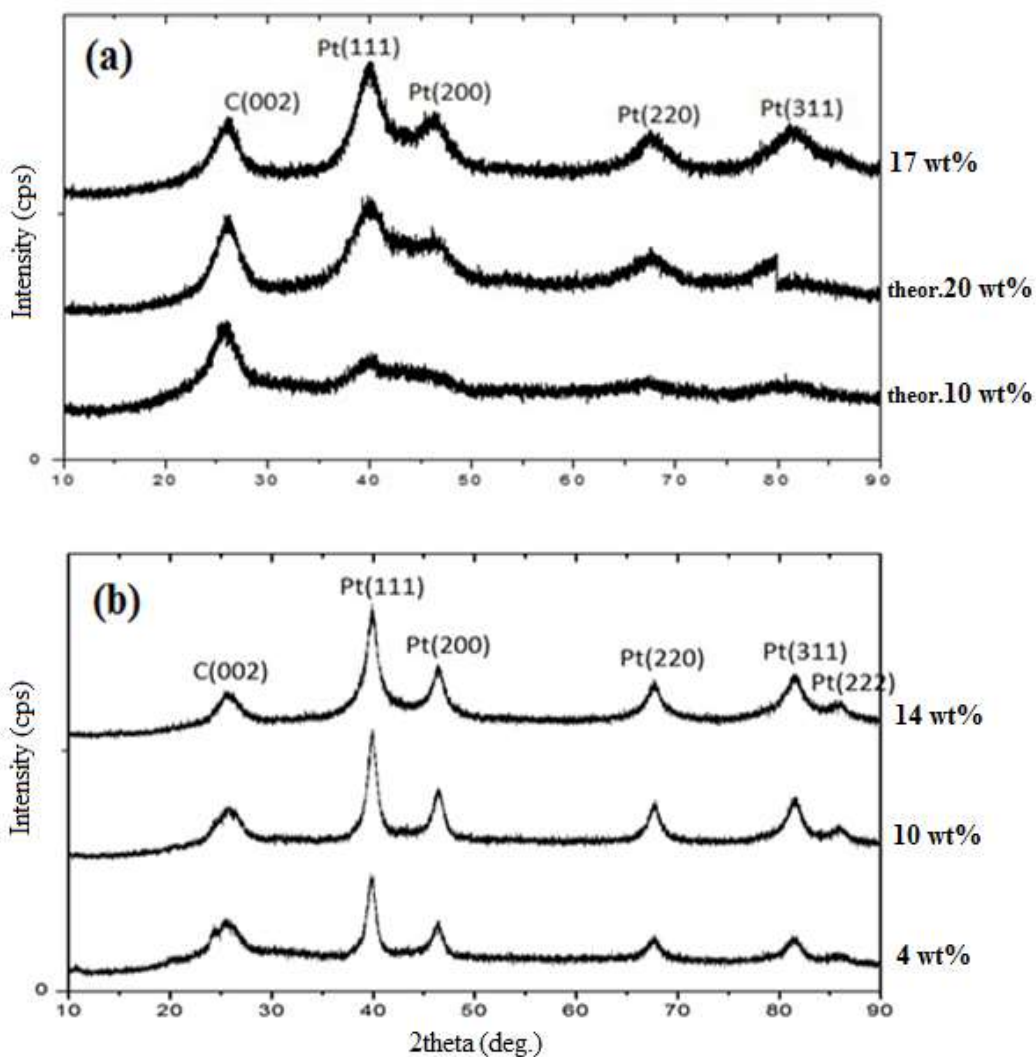 (a)
Pt(111)
Pt(200)
C(002)
Pt(220)
Pt(311)
17 wt%
theor.20 wt%
theor.10 wt%
Intensity (cps)
0
10 20 30 40 50 60 70 80 90
(b)
Pt(111)
Pt(200)
C(002)
Pt(220)
Pt(311)
Pt(222)
14 wt%
10 wt%
4 wt%
Intensity (cps)
0
10 20 30 40 50 60 70 80 90
2theta (deg.)